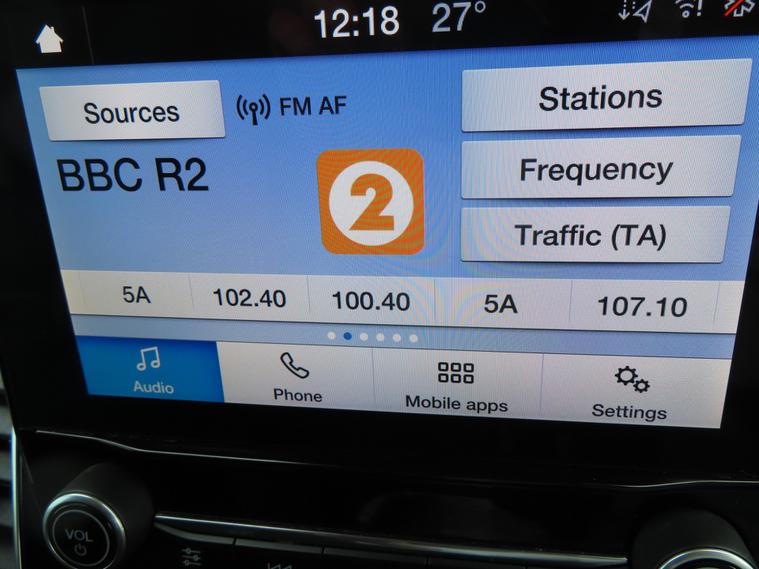 12:18 27°
Sources
FM AF
Stations
BBC R2
2
Frequency
Traffic (TA)
5A 102.40 100.40 5A 107.10
Audio
Phone
Mobile apps
Settings
VOL